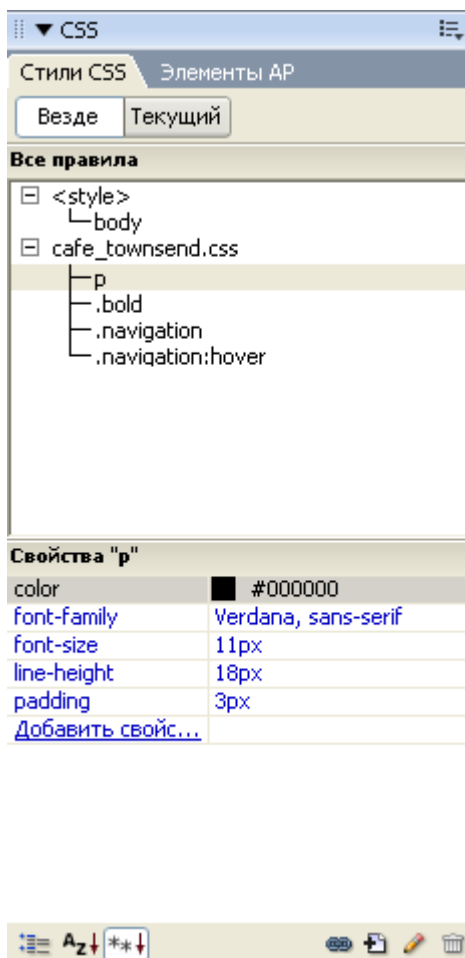 CSS
Стили CSS Элементы AP
Везде Текущий
Все правила
<style>
body
cafe_townsend.css
p
.bold
.navigation
.navigation:hover
Свойства "p"
color #000000
font-family Verdana, sans-serif
font-size 11px
line-height 18px
padding 3px
Добавить свойс...
AZ **